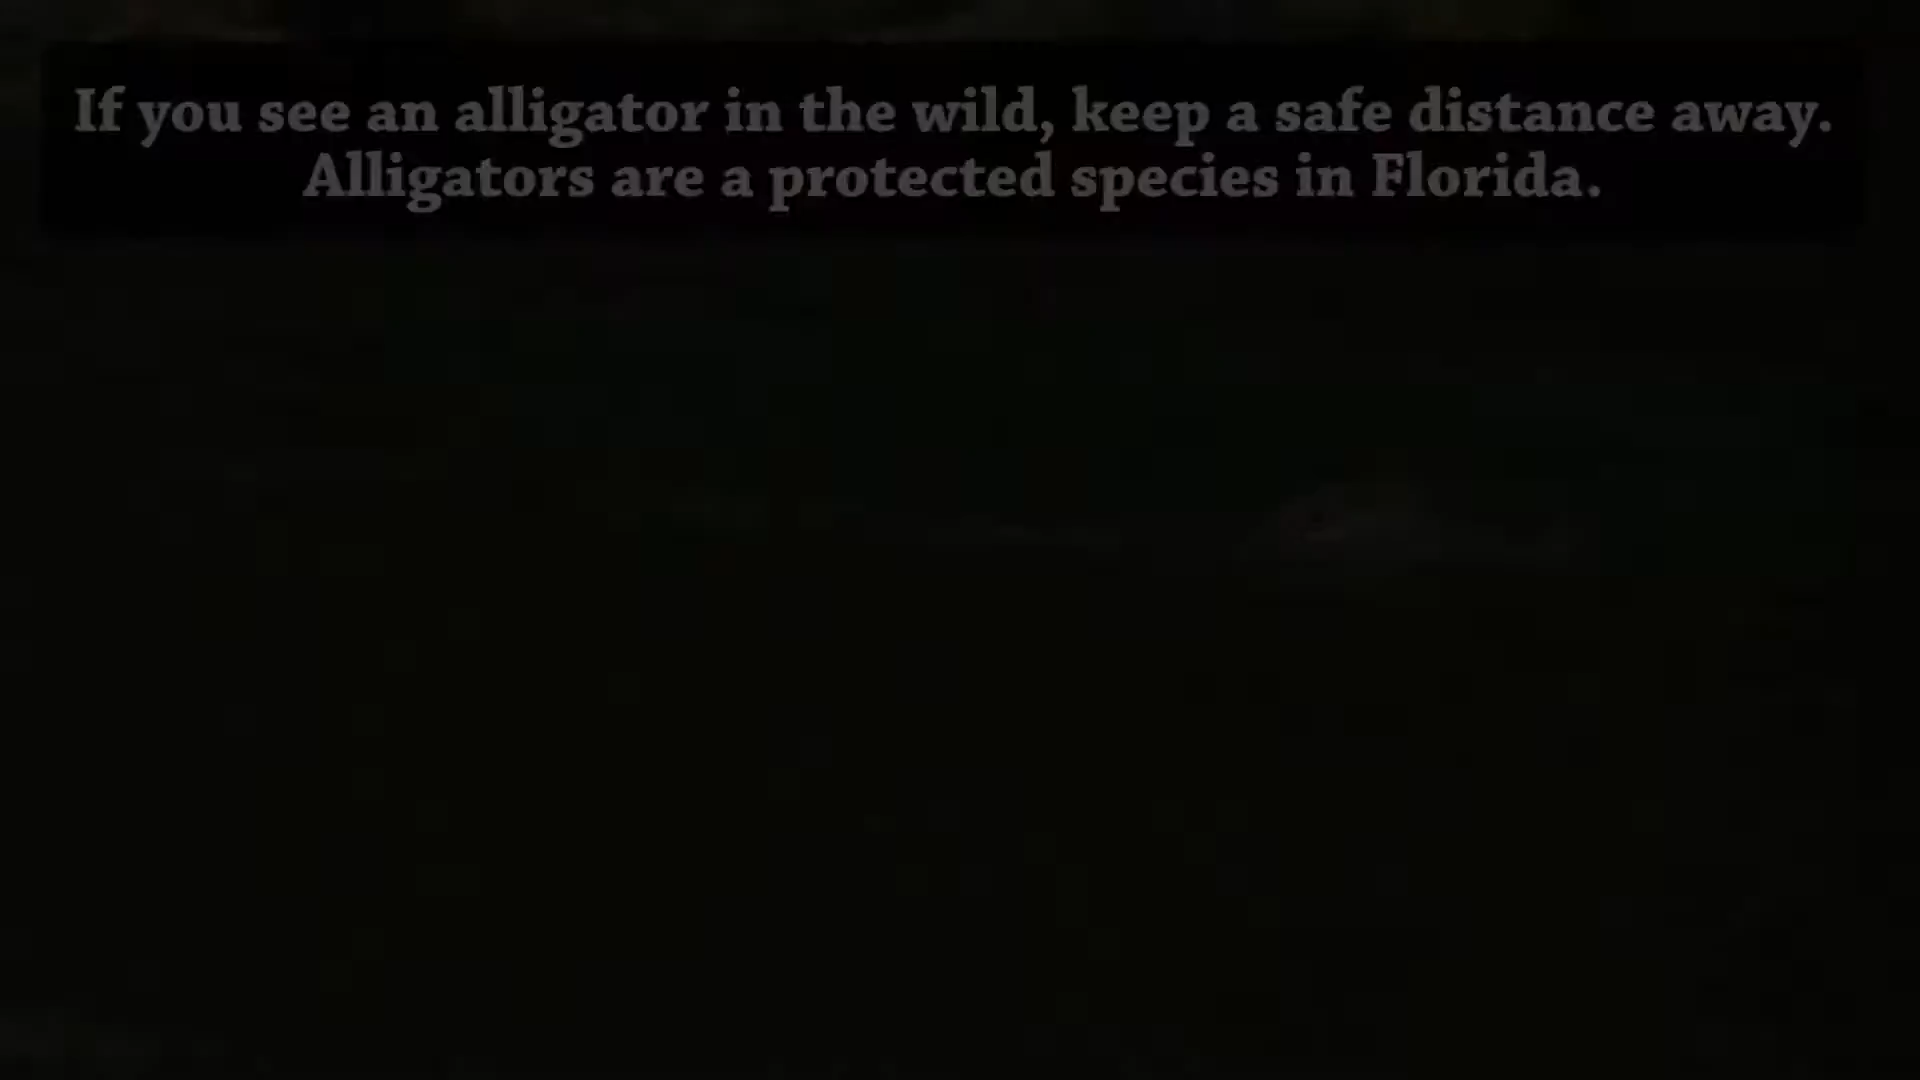 If you see an alligator in the wild, keep a safe distance away.
Alligators are a protected species in Florida.